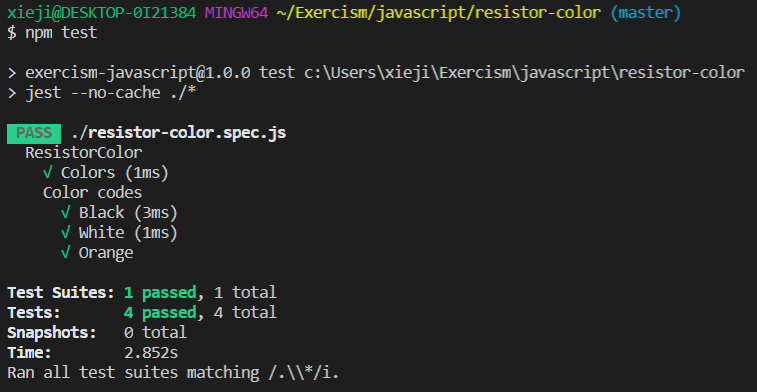 xieji@DESKTOP-0I21384 MINGW64 ~/Exercism/javascript/resistor-color (master)
$ npm test
> exercism-javascript@1.0.0 test c:\Users\xieji\Exercism\javascript\resistor-color
> jest --no-cache ./*
PASS ./resistor-color.spec.js
ResistorColor
√ Colors (1ms)
Color codes
√ Black (3ms)
√ White (1ms)
√ Orange
Test Suites: 1 passed, 1 total
Tests: 4 passed, 4 total
Snapshots: 0 total
Time: 2.852s
Ran all test suites matching /.\\*/i.